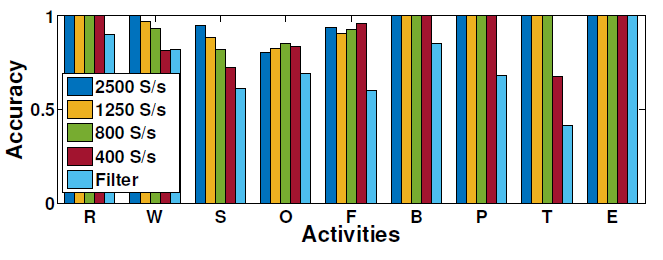 Accuracy
1
0.5
0
2500 S/s
1250 S/s
800 S/s
400 S/s
Filter
R W S O F B P T E
Activities